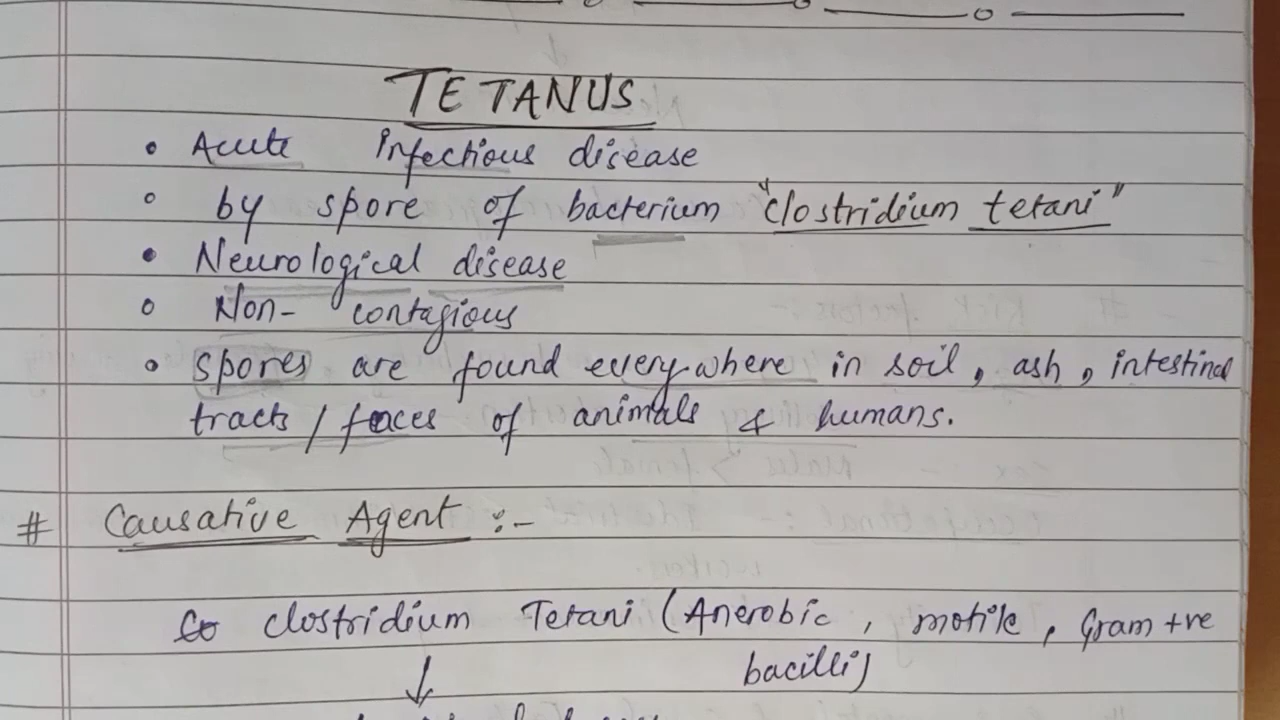 TETANUS
• Acute infectious disease
• by spore of bacterium "clostridium tetani"
• Neurological disease
• Non- contagious
• spores are found everywhere in soil, ash, intestinal
tracts / feaces of animals & humans.
# Causative Agent :-
clostridium Tetani (Anerobic, motile, Gram +ve
bacilli)
↓